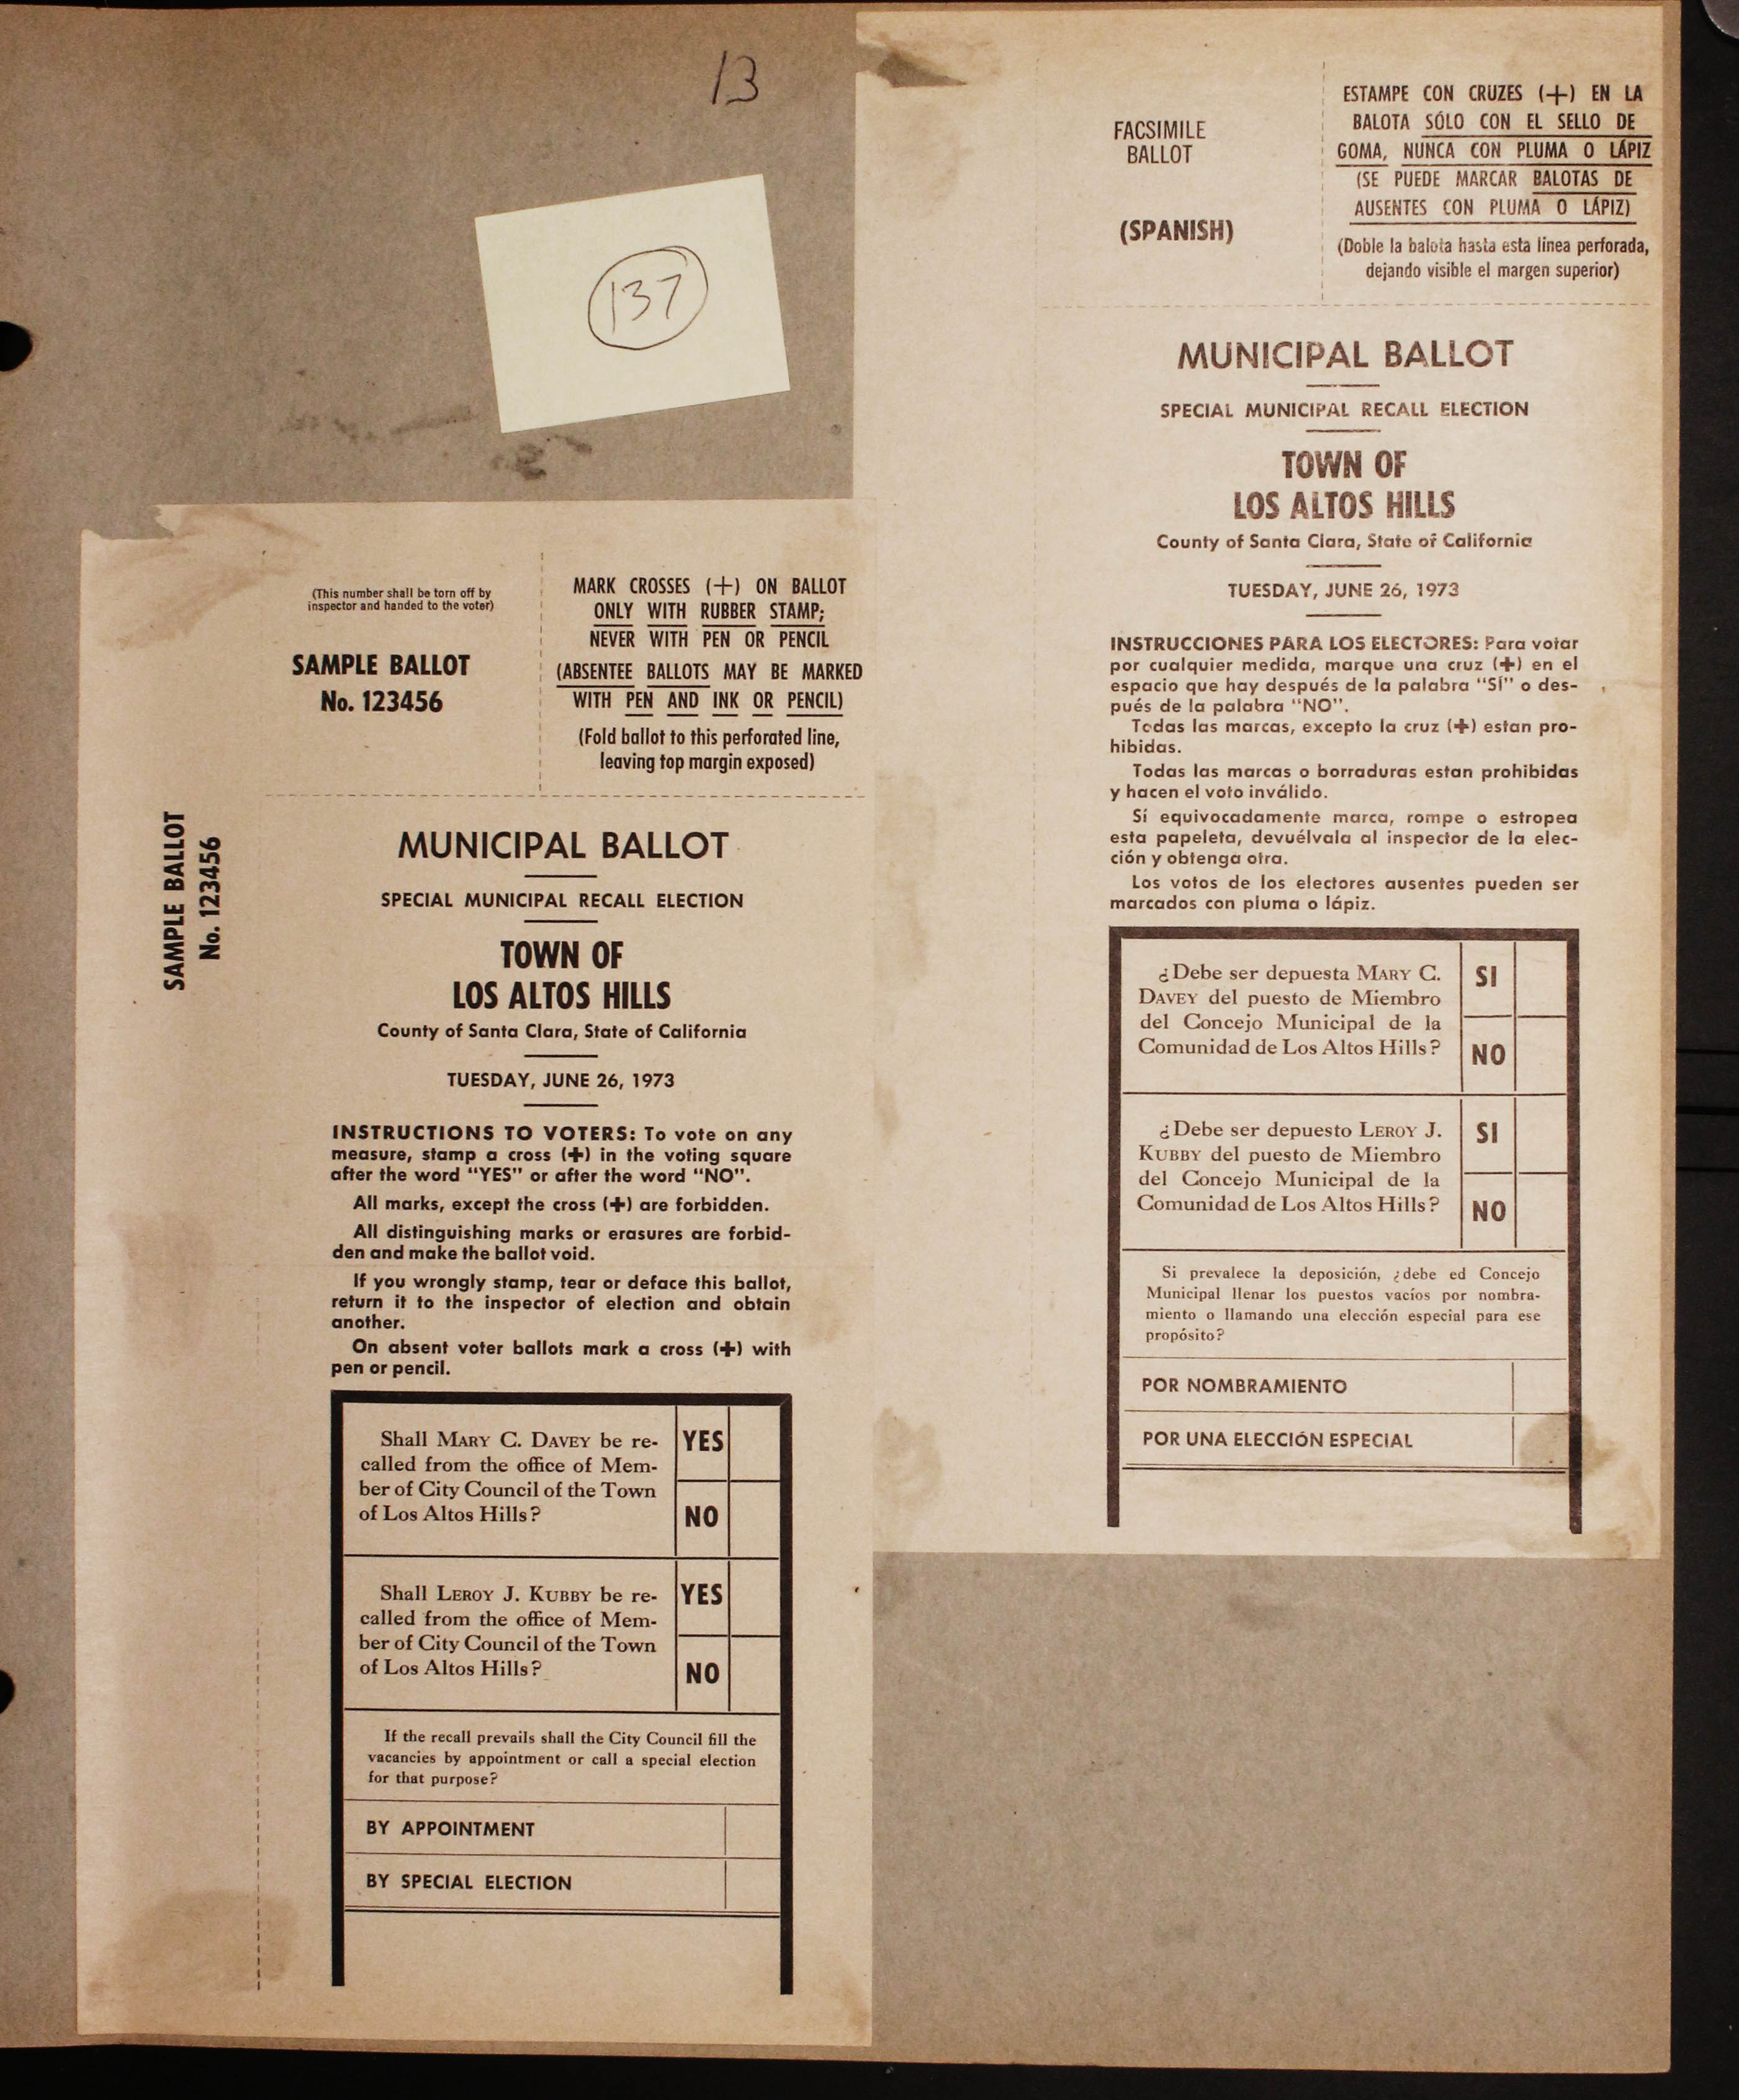 13
137
(This number shall be torn off by
inspector and handed to the voter)
SAMPLE BALLOT
No. 123456
MARK CROSSES (+) ON BALLOT
ONLY WITH RUBBER STAMP;
NEVER WITH PEN OR PENCIL
(ABSENTEE BALLOTS MAY BE MARKED
WITH PEN AND INK OR PENCIL)
(Fold ballot to this perforated line,
leaving top margin exposed)
SAMPLE BALLOT
No. 123456
MUNICIPAL BALLOT
SPECIAL MUNICIPAL RECALL ELECTION
TOWN OF
LOS ALTOS HILLS
County of Santa Clara, State of California
TUESDAY, JUNE 26, 1973
INSTRUCTIONS TO VOTERS: To vote on any
measure, stamp a cross (+) in the voting square
after the word "YES" or after the word "NO".
All marks, except the cross (+) are forbidden.
All distinguishing marks or erasures are forbid-
den and make the ballot void.
If you wrongly stamp, tear or deface this ballot,
return it to the inspector of election and obtain
another.
On absent voter ballots mark a cross (+) with
pen or pencil.
Shall MARY C. DAVEY be re-
called from the office of Mem-
ber of City Council of the Town
of Los Altos Hills?
YES
NO
Shall LEROY J. KUBBY be re-
called from the office of Mem-
ber of City Council of the Town
of Los Altos Hills?
YES
NO
If the recall prevails shall the City Council fill the
vacancies by appointment or call a special election
for that purpose?
BY APPOINTMENT
BY SPECIAL ELECTION
FACSIMILE
BALLOT
(SPANISH)
ESTAMPE CON CRUZES (+) EN LA
BALOTA SÓLO CON EL SELLO DE
GOMA, NUNCA CON PLUMA O LÁPIZ
(SE PUEDE MARCAR BALOTAS DE
AUSENTES CON PLUMA O LÁPIZ)
(Doble la balota hasta esta línea perforada,
dejando visible el margen superior)
MUNICIPAL BALLOT
SPECIAL MUNICIPAL RECALL ELECTION
TOWN OF
LOS ALTOS HILLS
County of Santa Clara, State of California
TUESDAY, JUNE 26, 1973
INSTRUCCIONES PARA LOS ELECTORES: Para votar
por cualquier medida, marque una cruz (+) en el
espacio que hay después de la palabra "SÍ" o des-
pués de la palabra "NO".
Todas las marcas, excepto la cruz (+) estan pro-
hibidas.
Todas las marcas o borraduras estan prohibidas
y hacen el voto inválido.
Sí equivocadamente marca, rompe o estropea
esta papeleta, devuélvala al inspector de la elec-
ción y obtenga otra.
Los votos de los electores ausentes pueden ser
marcados con pluma o lápiz.
¿Debe ser depuesta MARY C.
DAVEY del puesto de Miembro
del Concejo Municipal de la
Comunidad de Los Altos Hills?
SI
NO
¿Debe ser depuesto LEROY J.
KUBBY del puesto de Miembro
del Concejo Municipal de la
Comunidad de Los Altos Hills?
SI
NO
Si prevalece la deposición, ¿debe ed Concejo
Municipal llenar los puestos vacíos por nombra-
miento o llamando una elección especial para ese
propósito?
POR NOMBRAMIENTO
POR UNA ELECCIÓN ESPECIAL